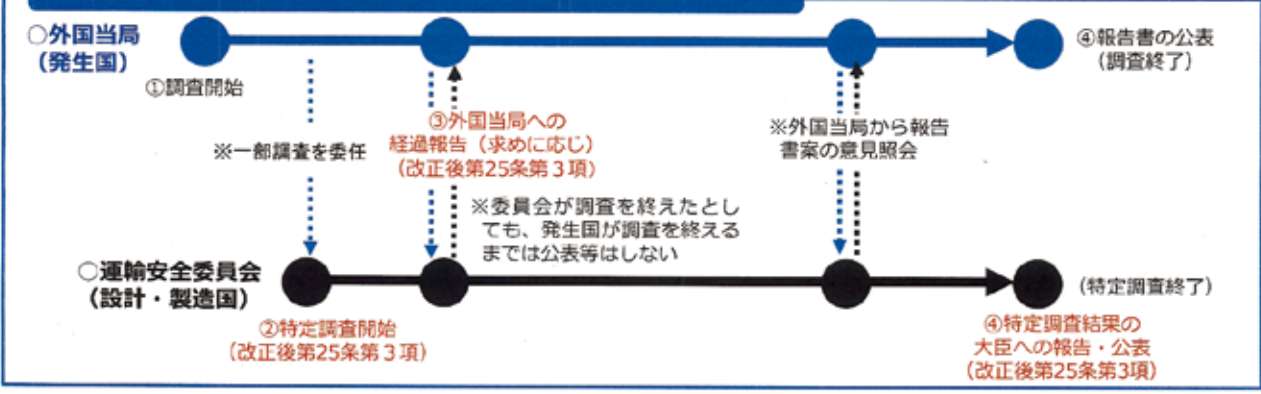 ○外国当局
（発生国）
①調査開始
④報告書の公表
（調査終了）
※一部調査を委任
③外国当局への
経過報告（求めに応じ）
（改正後第25条第３項）
※外国当局から報告
書案の意見照会
※委員会が調査を終えたとし
ても、発生国が調査を終える
までは公表等はしない
○運輸安全委員会
（設計・製造国）
（特定調査終了）
②特定調査開始
（改正後第25条第３項）
④特定調査結果の
大臣への報告・公表
（改正後第25条第3項）